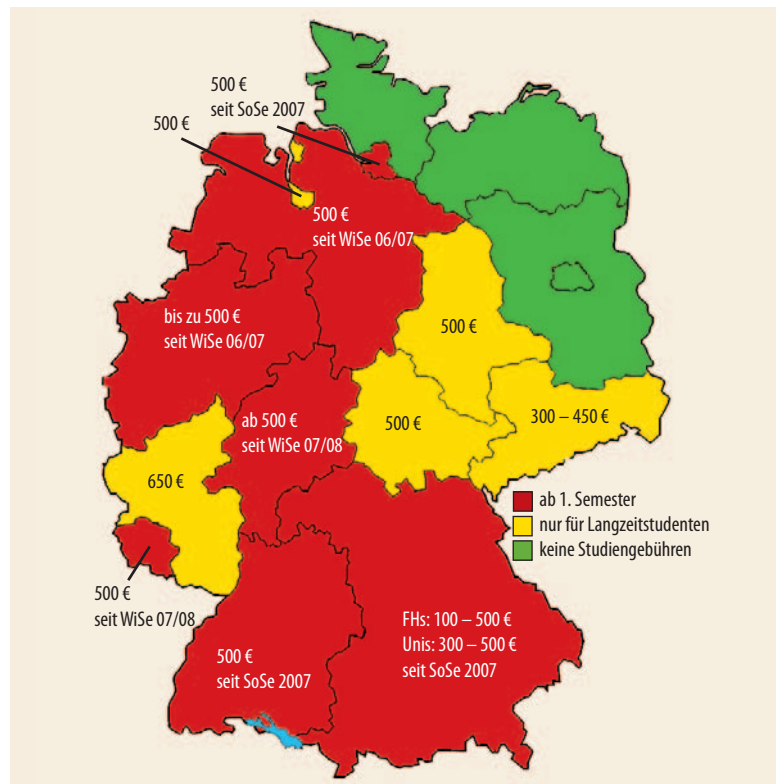 500 €
seit SoSe 2007
500 €
500 €
seit WiSe 06/07
bis zu 500 €
seit WiSe 06/07
500 €
ab 500 €
seit WiSe 07/08
500 €
300 – 450 €
650 €
ab 1. Semester
nur für Langzeitstudenten
keine Studiengebühren
500 €
seit WiSe 07/08
FHs: 100 – 500 €
Unis: 300 – 500 €
seit SoSe 2007
500 €
seit SoSe 2007